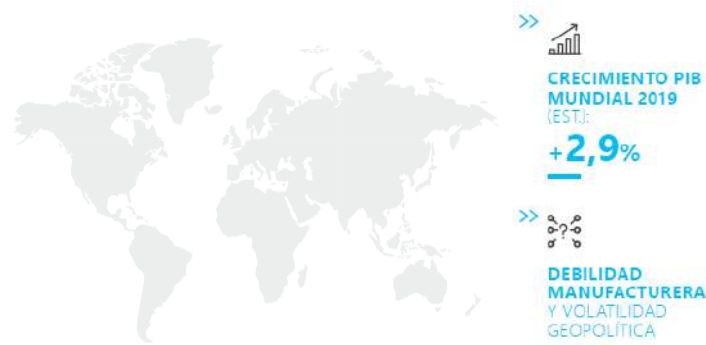 CRECIMIENTO PIB
MUNDIAL 2019
(EST.):
+2,9%
DEBILIDAD
MANUFACTURERA
Y VOLATILIDAD
GEOPOLÍTICA